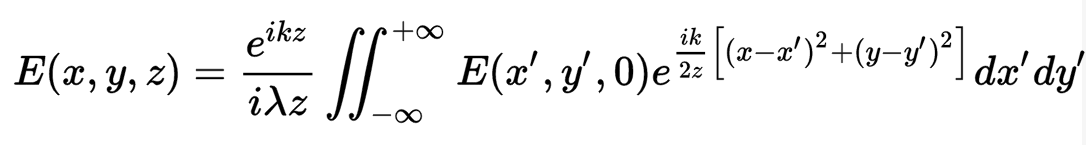 E(x, y, z) = \frac{e^{ikz}}{i\lambda z} \iint_{-\infty}^{+\infty} E(x', y', 0) e^{\frac{ik}{2z}\left[(x-x')^2+(y-y')^2\right]} dx' dy'